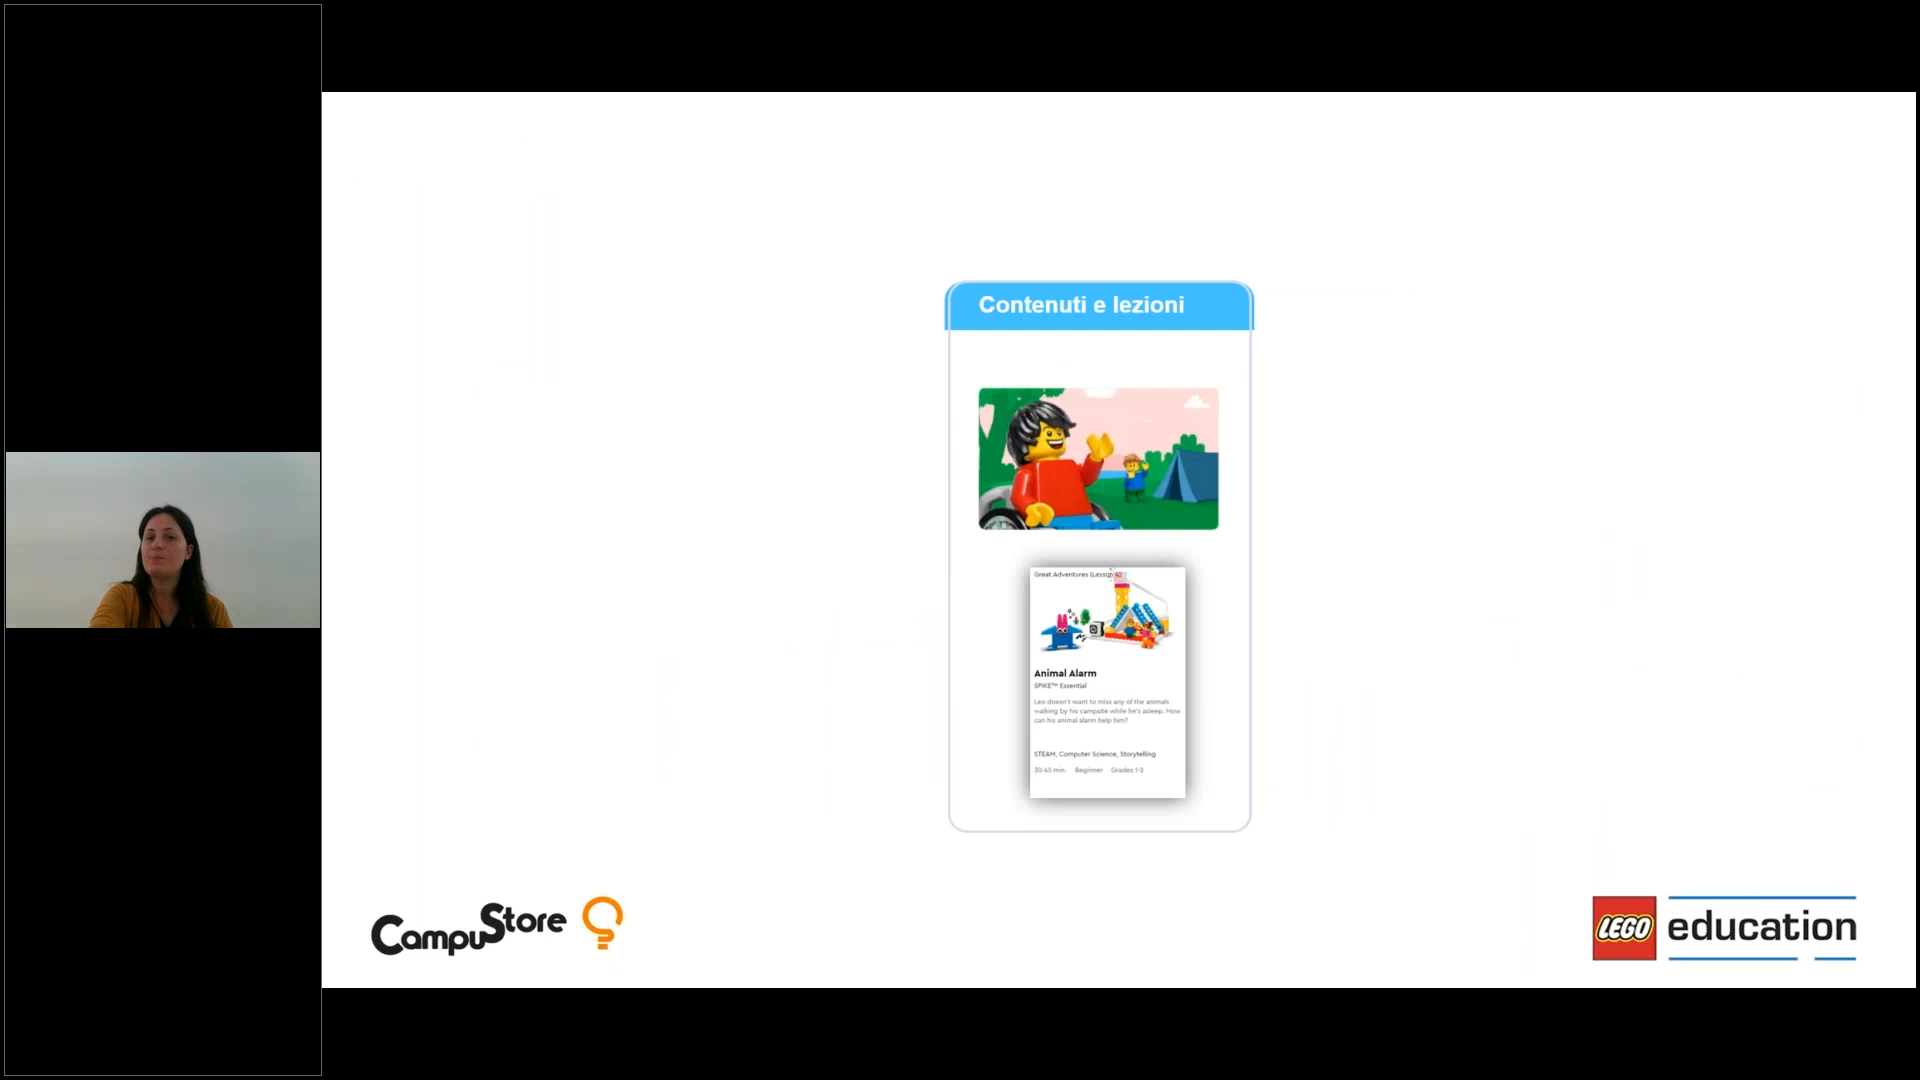 Contenuti e lezioni
Great Adventures (Lesson 4)
Animal Alarm
SPIKE™ Essential
Leo doesn't want to miss any of the animals
walking by his campsite while he's asleep. How
can his animal alarm help him?
STEAM, Computer Science, Storytelling
30-45 min. Beginner Grades 1-2
CampuStore
LEGO education